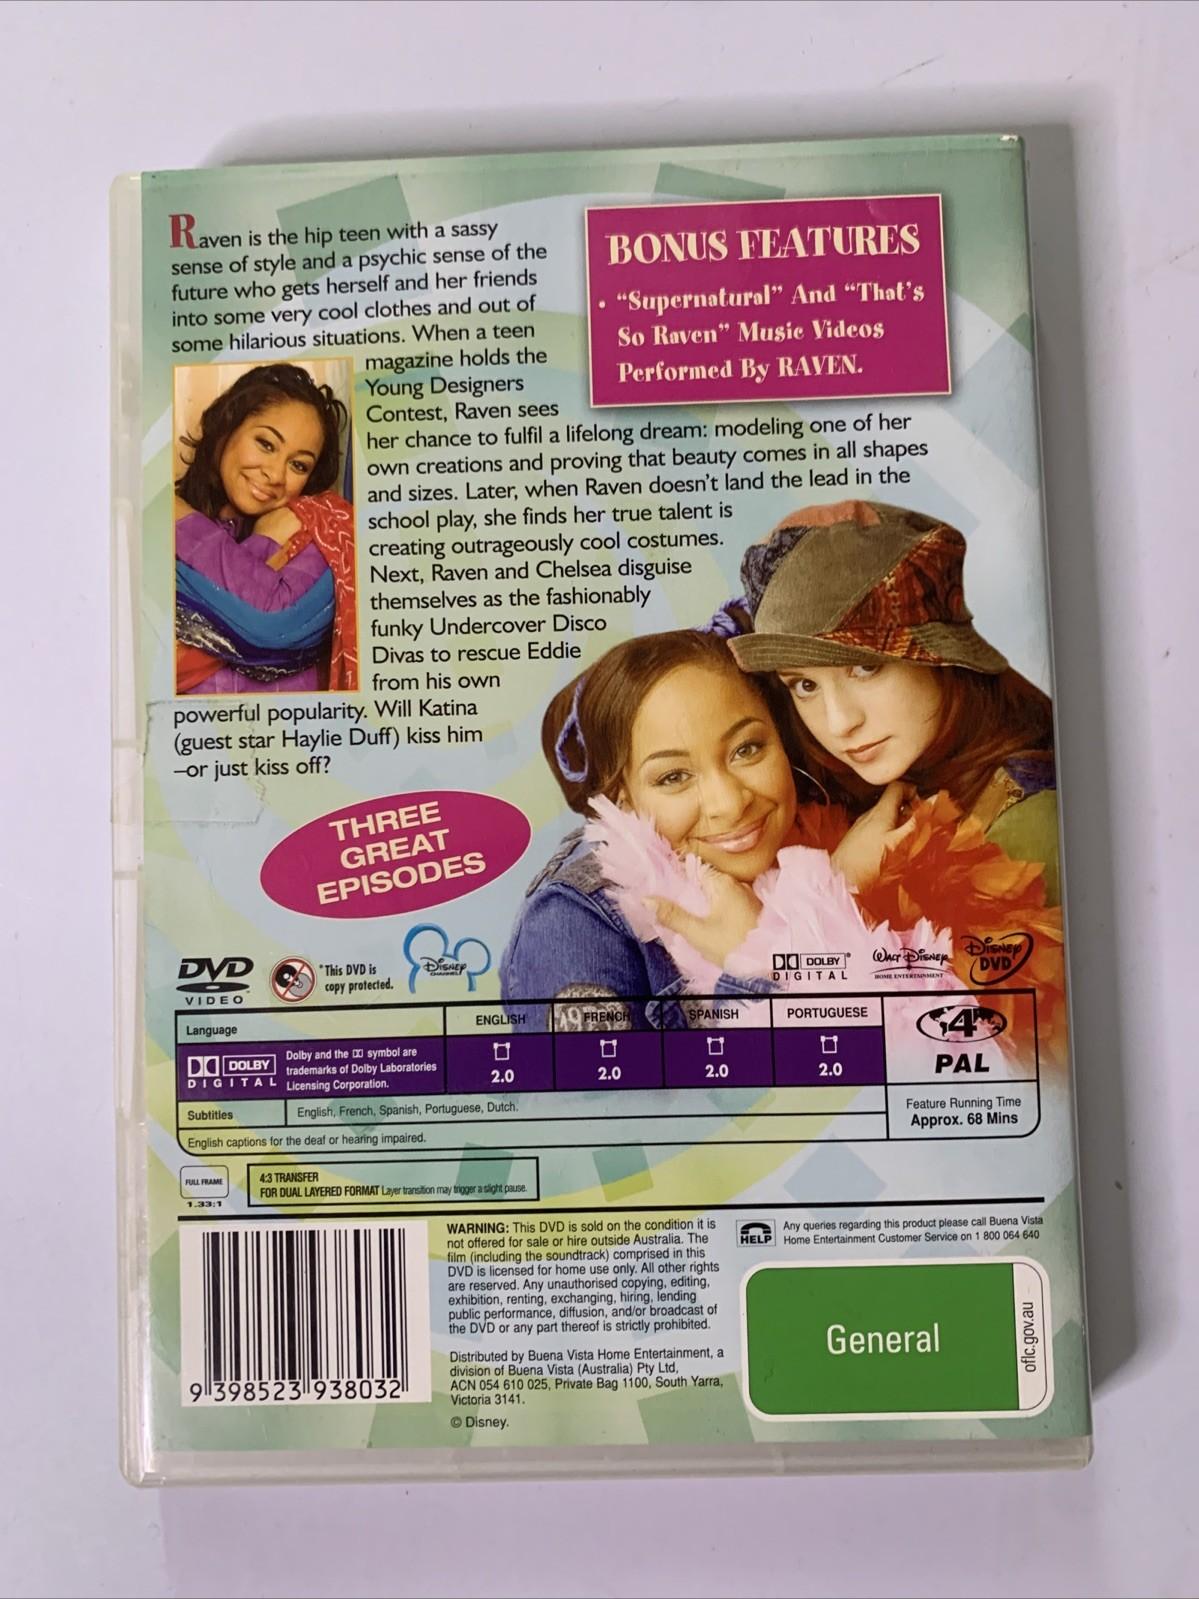 Raven is the hip teen with a sassy
sense of style and a psychic sense of the
future who gets herself and her friends
into some very cool clothes and out of
some hilarious situations. When a teen
magazine holds the
Young Designers
Contest, Raven sees
her chance to fulfil a lifelong dream: modeling one of her
own creations and proving that beauty comes in all shapes
and sizes. Later, when Raven doesn't land the lead in the
school play, she finds her true talent is
creating outrageously cool costumes.
Next, Raven and Chelsea disguise
themselves as the fashionably
funky Undercover Disco
Divas to rescue Eddie
from his own
powerful popularity. Will Katina
(guest star Haylie Duff) kiss him
–or just kiss off?
BONUS FEATURES
• "Supernatural" And "That's
So Raven" Music Videos
Performed By RAVEN.
THREE
GREAT
EPISODES
DVD
VIDEO
*This DVD is
copy protected.
Disney
CHANNEL
DOLBY
DIGITAL
Walt Disney
HOME ENTERTAINMENT
Disney
DVD
Language
ENGLISH
FRENCH
SPANISH
PORTUGUESE
DOLBY
DIGITAL
Dolby and the symbol are
trademarks of Dolby Laboratories
Licensing Corporation.
2.0
2.0
2.0
2.0
4
PAL
Subtitles
English, French, Spanish, Portuguese, Dutch.
English captions for the deaf or hearing impaired.
Feature Running Time
Approx. 68 Mins
FULL FRAME
1.33:1
4:3 TRANSFER
FOR DUAL LAYERED FORMAT Layer transition may trigger a slight pause.
9 398523 938032
WARNING: This DVD is sold on the condition it is
not offered for sale or hire outside Australia. The
film (including the soundtrack) comprised in this
DVD is licensed for home use only. All other rights
are reserved. Any unauthorised copying, editing,
exhibition, renting, exchanging, hiring, lending
public performance, diffusion, and/or broadcast of
the DVD or any part thereof is strictly prohibited.
Distributed by Buena Vista Home Entertainment, a
division of Buena Vista (Australia) Pty Ltd,
ACN 054 610 025, Private Bag 1100, South Yarra,
Victoria 3141.
© Disney.
HELP
Any queries regarding this product please call Buena Vista
Home Entertainment Customer Service on 1 800 064 640
General
oflc.gov.au